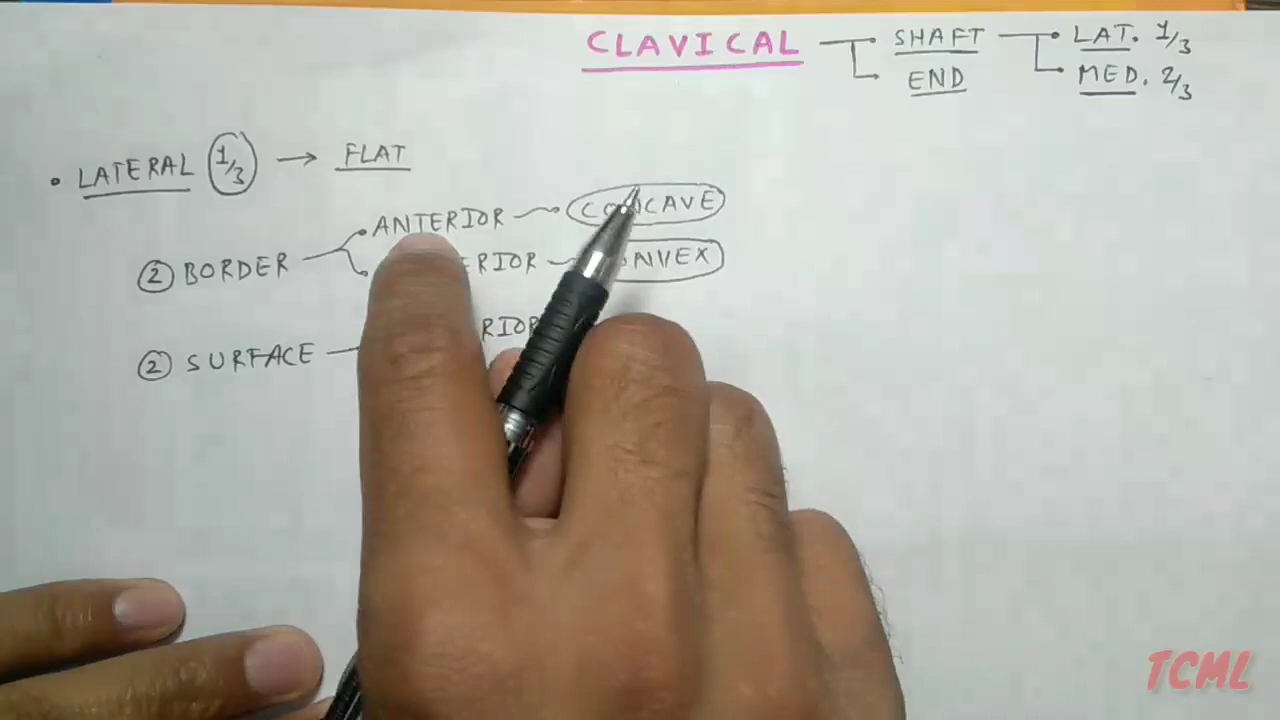 CLAVICAL SHAFT LAT. 1/3
END MED. 2/3
• LATERAL 1/3 → FLAT
ANTERIOR CONCAVE
② BORDER
② SURFACE
TCML